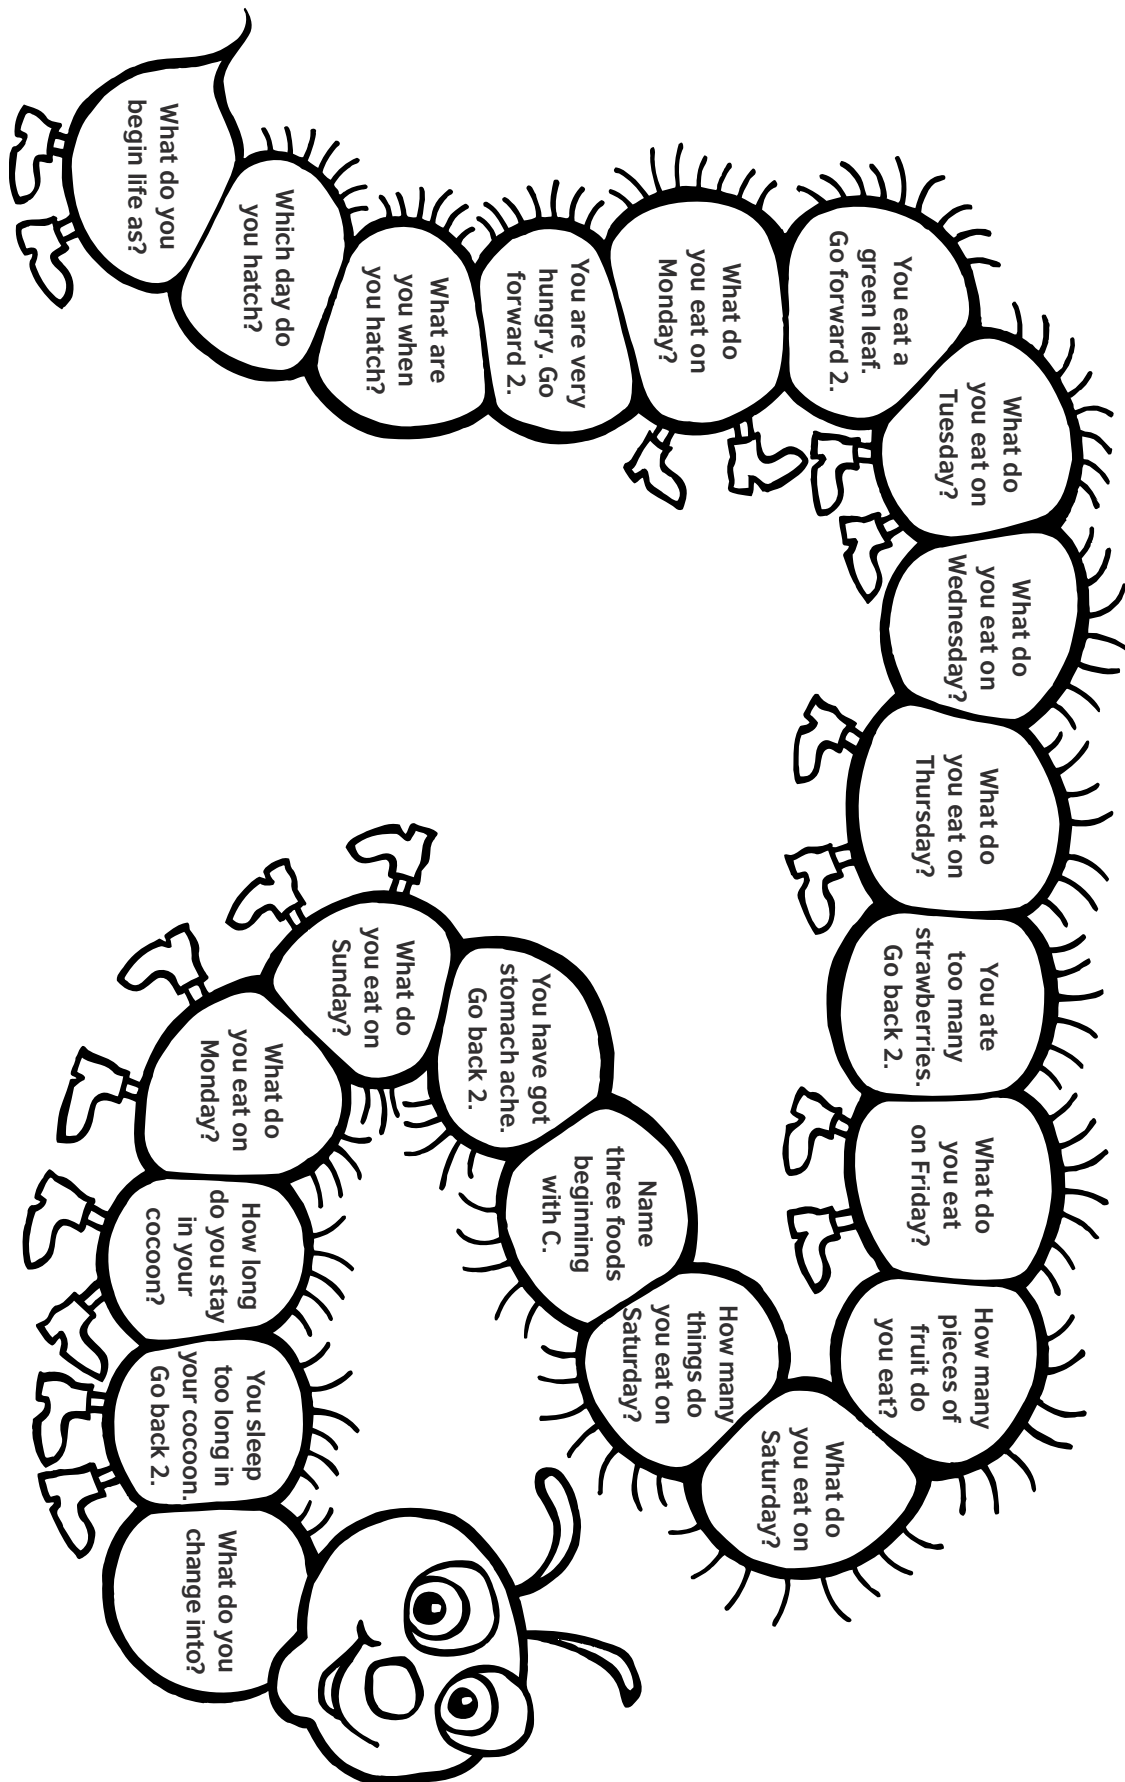 What do you
begin life as?
Which day do
you hatch?
What are
you when
you hatch?
You are very
hungry. Go
forward 2.
What do
you eat on
Monday?
You eat a
green leaf.
Go forward 2.
What do
you eat on
Tuesday?
What do
you eat on
Wednesday?
What do
you eat on
Thursday?
You ate
too many
strawberries.
Go back 2.
What do
you eat
on Friday?
How many
pieces of
fruit do
you eat?
What do
you eat on
Saturday?
How many
things do
you eat on
Saturday?
Name
three foods
beginning
with C.
You have got
stomach ache.
Go back 2.
What do
you eat on
Sunday?
What do
you eat on
Monday?
How long
do you stay
in your
cocoon?
You sleep
too long in
your cocoon.
Go back 2.
What do you
change into?